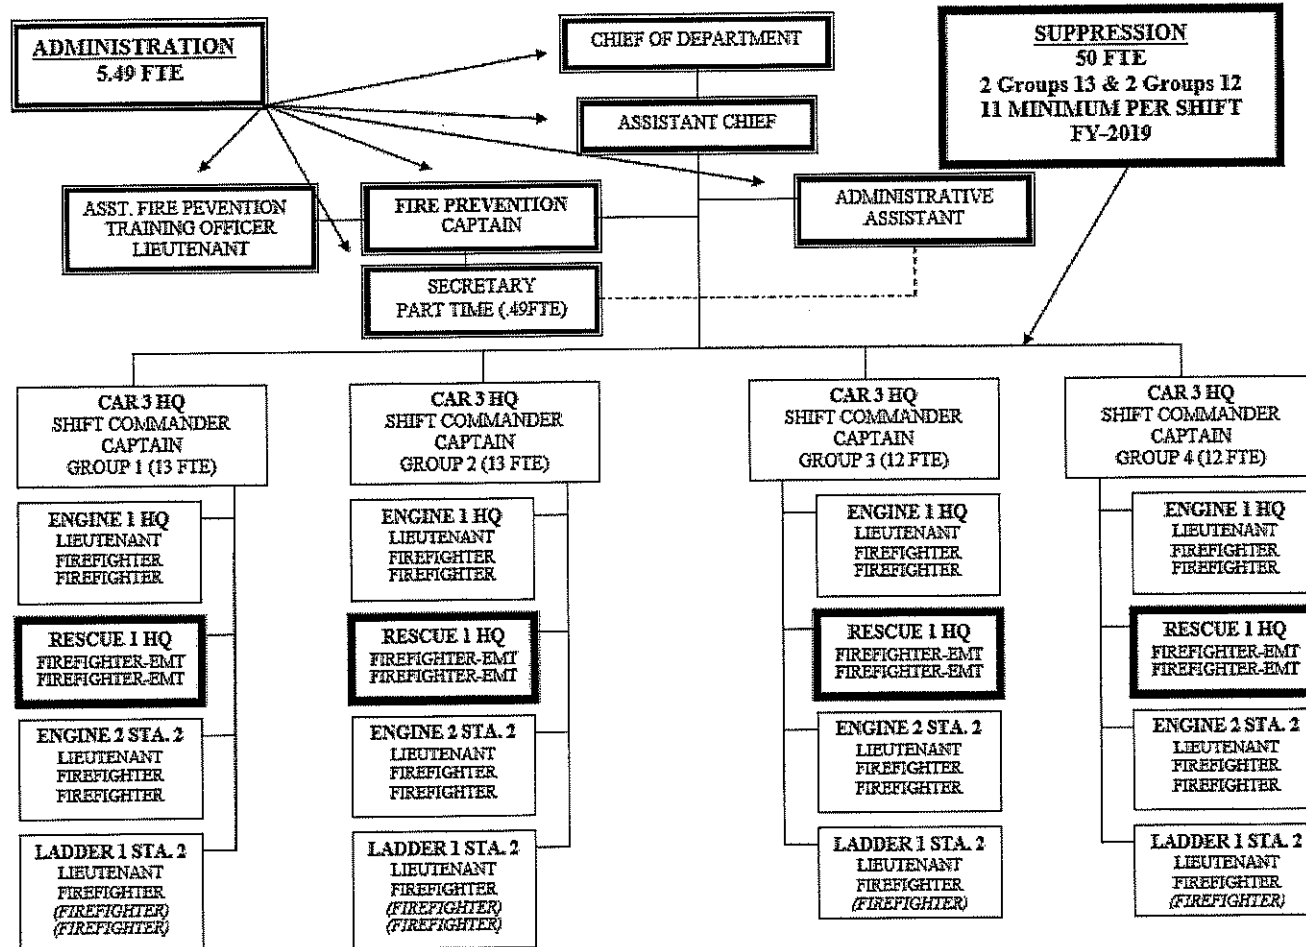 ADMINISTRATION
5.49 FTE
CHIEF OF DEPARTMENT
ASSISTANT CHIEF
SUPPRESSION
50 FTE
2 Groups 13 & 2 Groups 12
11 MINIMUM PER SHIFT
FY-2019
ASST. FIRE PEVENTION
TRAINING OFFICER
LIEUTENANT
FIRE PREVENTION
CAPTAIN
ADMINISTRATIVE
ASSISTANT
SECRETARY
PART TIME (.49FTE)
CAR 3 HQ
SHIFT COMMANDER
CAPTAIN
GROUP 1 (13 FTE)
ENGINE 1 HQ
LIEUTENANT
FIREFIGHTER
FIREFIGHTER
RESCUE 1 HQ
FIREFIGHTER-EMT
FIREFIGHTER-EMT
ENGINE 2 STA. 2
LIEUTENANT
FIREFIGHTER
FIREFIGHTER
LADDER 1 STA. 2
LIEUTENANT
FIREFIGHTER
(FIREFIGHTER)
(FIREFIGHTER)
CAR 3 HQ
SHIFT COMMANDER
CAPTAIN
GROUP 2 (13 FTE)
ENGINE 1 HQ
LIEUTENANT
FIREFIGHTER
FIREFIGHTER
RESCUE 1 HQ
FIREFIGHTER-EMT
FIREFIGHTER-EMT
ENGINE 2 STA. 2
LIEUTENANT
FIREFIGHTER
FIREFIGHTER
LADDER 1 STA. 2
LIEUTENANT
FIREFIGHTER
(FIREFIGHTER)
(FIREFIGHTER)
CAR 3 HQ
SHIFT COMMANDER
CAPTAIN
GROUP 3 (12 FTE)
ENGINE 1 HQ
LIEUTENANT
FIREFIGHTER
FIREFIGHTER
RESCUE 1 HQ
FIREFIGHTER-EMT
FIREFIGHTER-EMT
ENGINE 2 STA. 2
LIEUTENANT
FIREFIGHTER
FIREFIGHTER
LADDER 1 STA. 2
LIEUTENANT
FIREFIGHTER
(FIREFIGHTER)
CAR 3 HQ
SHIFT COMMANDER
CAPTAIN
GROUP 4 (12 FTE)
ENGINE 1 HQ
LIEUTENANT
FIREFIGHTER
FIREFIGHTER
RESCUE 1 HQ
FIREFIGHTER-EMT
FIREFIGHTER-EMT
ENGINE 2 STA. 2
LIEUTENANT
FIREFIGHTER
FIREFIGHTER
LADDER 1 STA. 2
LIEUTENANT
FIREFIGHTER
(FIREFIGHTER)